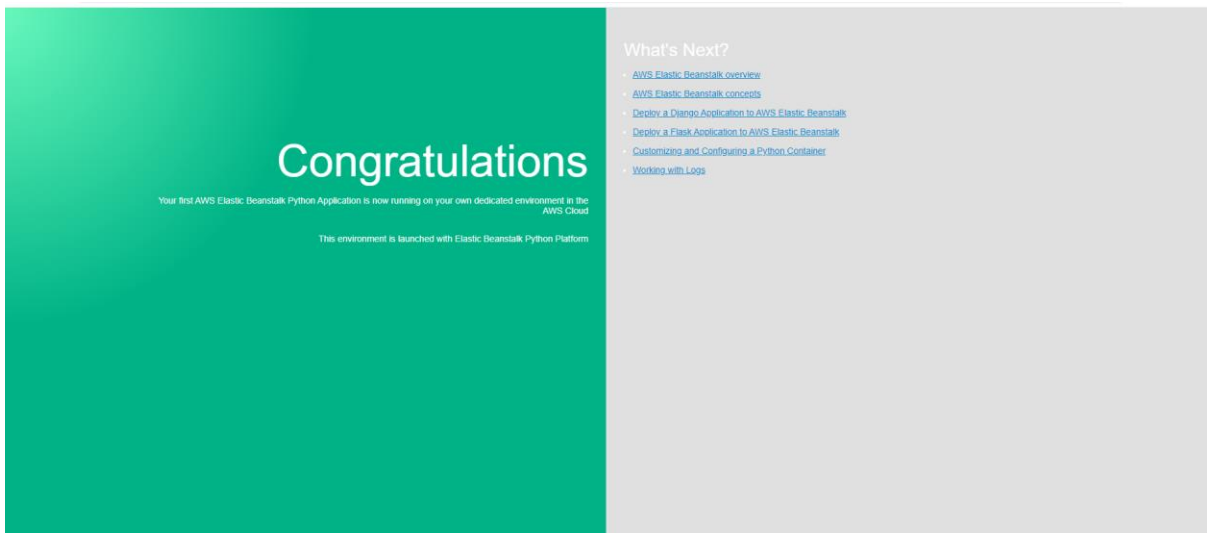 Congratulations
Your first AWS Elastic Beanstalk Python Application is now running on your own dedicated environment in the
AWS Cloud
This environment is launched with Elastic Beanstalk Python Platform
What's Next?
AWS Elastic Beanstalk overview
AWS Elastic Beanstalk concepts
Deploy a Django Application to AWS Elastic Beanstalk
Deploy a Flask Application to AWS Elastic Beanstalk
Customizing and Configuring a Python Container
Working with Logs